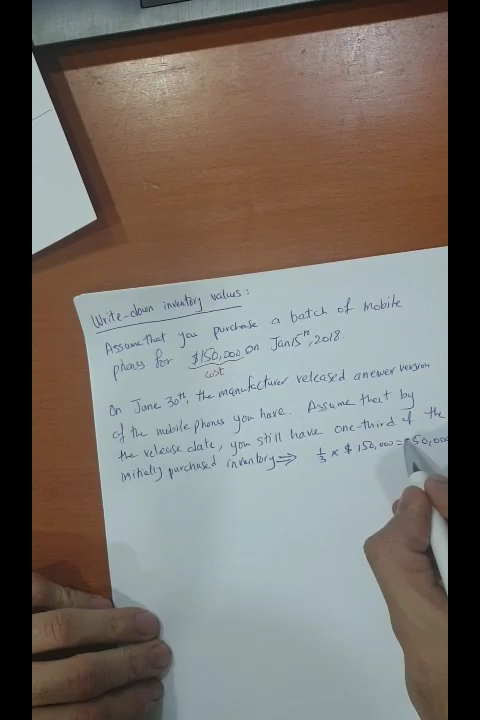 Write-down inventory values:
Assume that you purchase a batch of mobile
phones for $150,000 on Jan 15th, 2018.
cost
On June 30th, the manufacturer released a newer version
of the mobile phones you have. Assume that by
the release date, you still have one-third of the
initially purchased inventory ⇒ 1/3 × $150,000 = $50,000